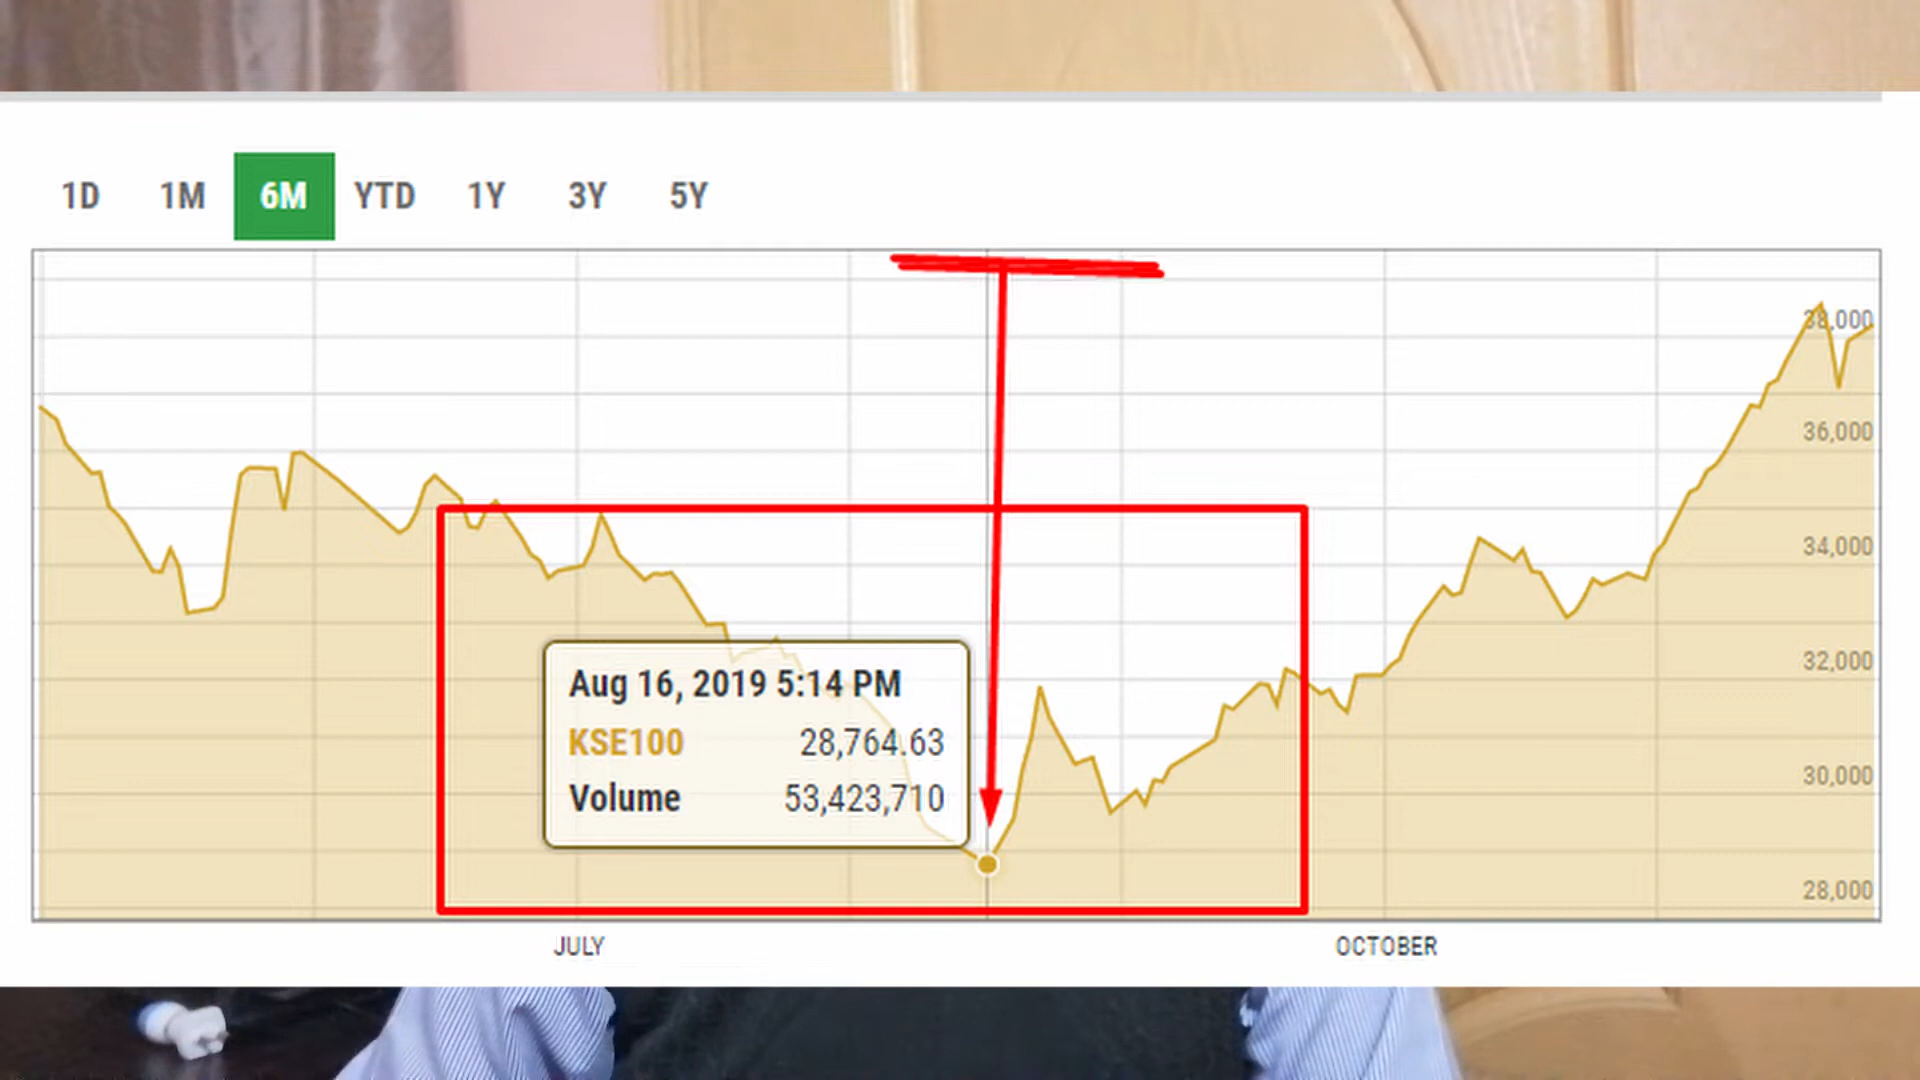 1D 1M 6M YTD 1Y 3Y 5Y
38,000
36,000
34,000
32,000
30,000
28,000
Aug 16, 2019 5:14 PM
KSE100 28,764.63
Volume 53,423,710
JULY OCTOBER